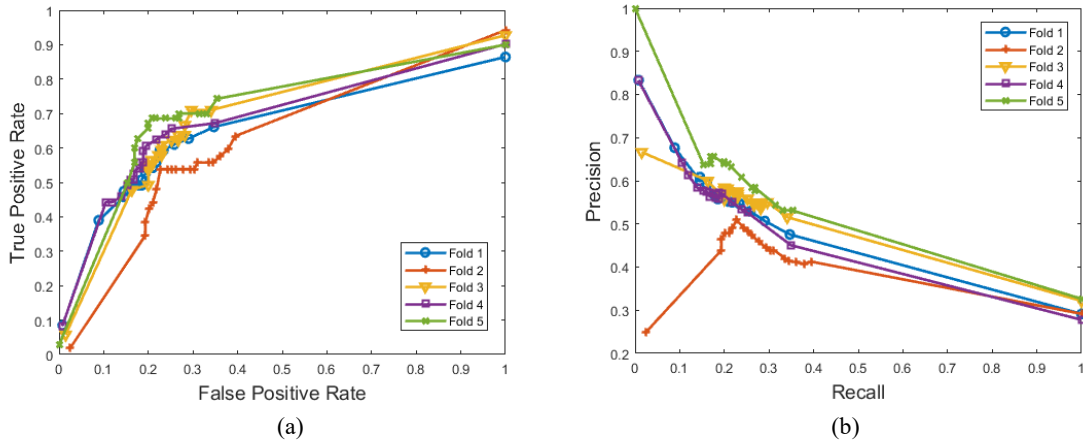 1
0.9
0.8
0.7
0.6
0.5
0.4
0.3
0.2
0.1
0
True Positive Rate
0 0.1 0.2 0.3 0.4 0.5 0.6 0.7 0.8 0.9 1
False Positive Rate
Fold 1
Fold 2
Fold 3
Fold 4
Fold 5
(a)
1
0.9
0.8
0.7
0.6
0.5
0.4
0.3
0.2
Precision
0 0.1 0.2 0.3 0.4 0.5 0.6 0.7 0.8 0.9 1
Recall
Fold 1
Fold 2
Fold 3
Fold 4
Fold 5
(b)